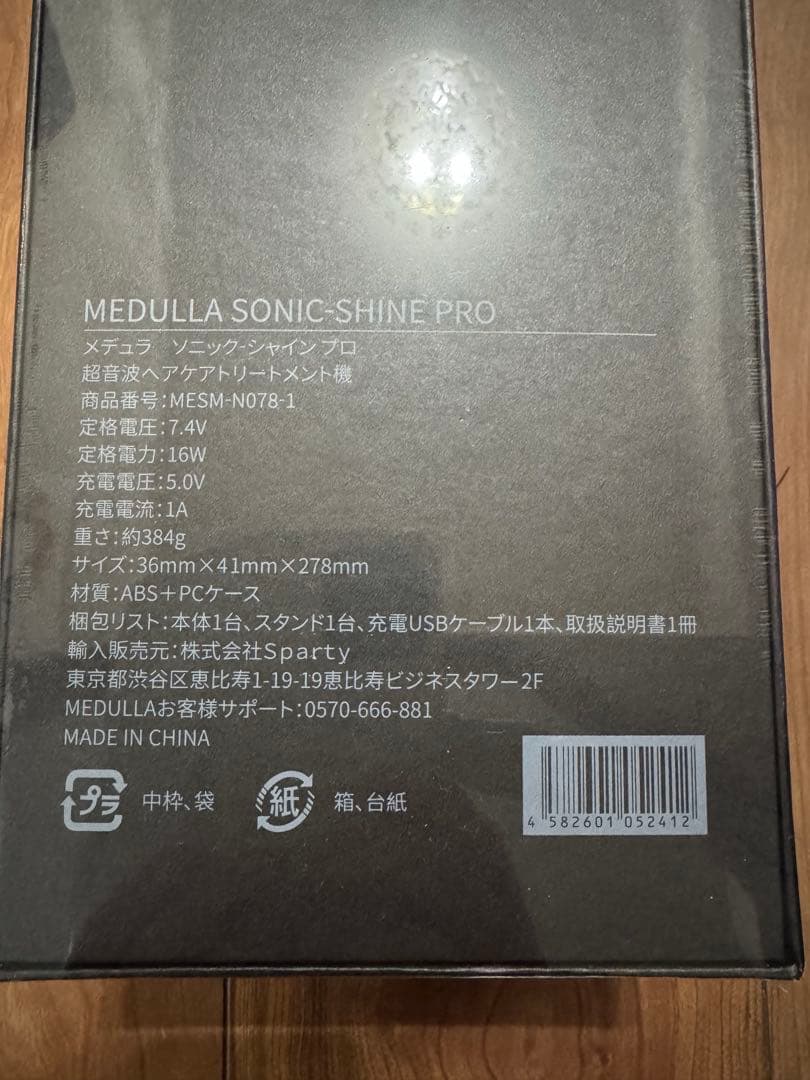 MEDULLA SONIC-SHINE PRO
メデュラ　ソニック-シャイン プロ
超音波ヘアケアトリートメント機
商品番号：MESM-N078-1
定格電圧：7.4V
定格電力：16W
充電電圧：5.0V
充電電流：1A
重さ：約384g
サイズ：36mm×41mm×278mm
材質：ABS＋PCケース
梱包リスト：本体1台、スタンド1台、充電USBケーブル1本、取扱説明書1冊
輸入販売元：株式会社Sparty
東京都渋谷区恵比寿1-19-19恵比寿ビジネスタワー2F
MEDULLAお客様サポート：0570-666-881
MADE IN CHINA
プラ 中枠、袋 紙 箱、台紙
4 582601 052412